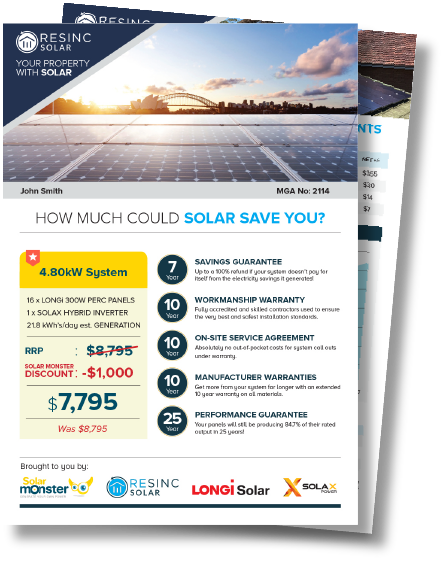 RESINC
SOLAR
YOUR PROPERTY
WITH SOLAR
John Smith
MGA No: 2114
HOW MUCH COULD SOLAR SAVE YOU?
4.80kW System
16 x LONGi 300W PERC PANELS
1 x SOLAX HYBRID INVERTER
21.8 kWh's/day est. GENERATION
RRP : $8,795
SOLAR MONSTER
DISCOUNT: -$1,000
$7,795
Was $8,795
7
Year
SAVINGS GUARANTEE
Up to a 100% refund if your system doesn't pay for
itself from the electricity savings it generates!
10
Year
WORKMANSHIP WARRANTY
Fully accredited and skilled contractors used to ensure
the very best and safest installation standards.
10
Year
ON-SITE SERVICE AGREEMENT
Absolutely no out-of-pocket costs for system call outs
under warranty.
10
Year
MANUFACTURER WARRANTIES
Get more from your system for longer with an extended
10 year warranty on all materials.
25
Year
PERFORMANCE GUARANTEE
Your panels will still be producing 84.7% of their rated
output in 25 years!
Brought to you by:
Solar
monster
RESINC
SOLAR
LONGi Solar
SOLAX
POWER
RESINC
NTS
$355
$30
$14
$7